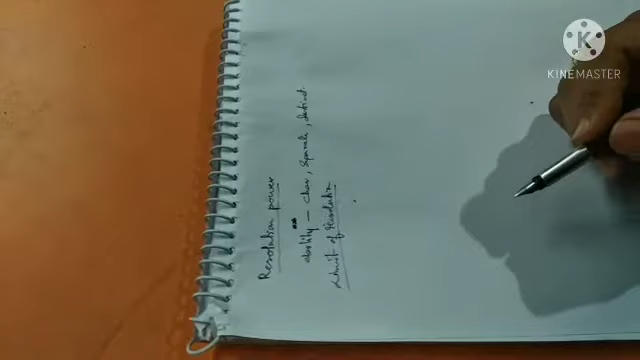 Resolution power
ability — clear, separate, distinct
Limit of Resolution
K
KINEMASTER